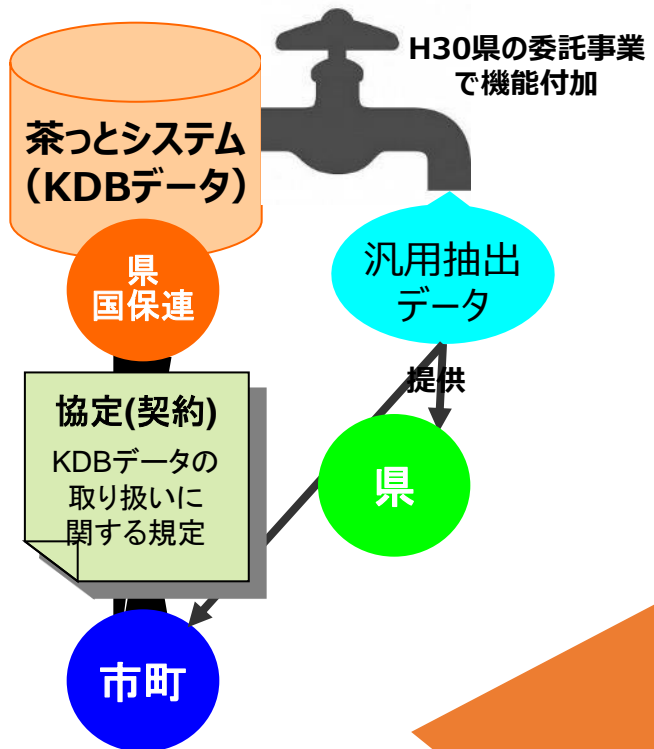 H30県の委託事業
で機能付加
茶っとシステム
（KDBデータ）
県
国保連
汎用抽出
データ
提供
協定(契約)
KDBデータの
取り扱いに
関する規定
県
市町